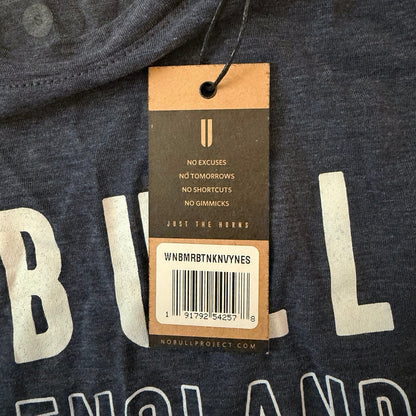 NO EXCUSES
NO TOMORROWS
NO SHORTCUTS
NO GIMMICKS
JUST THE HORNS
WNBMRBTNKNVYNES
1 91792 54257 8
NOBULLPROJECT.COM
BULL
ENGLAND